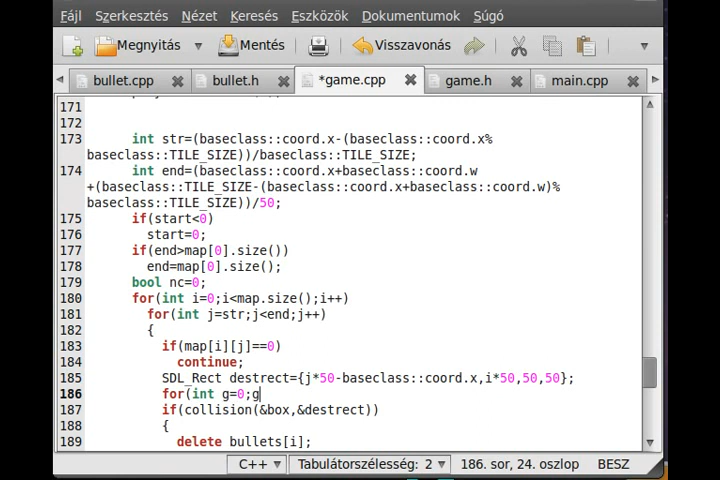 Fájl Szerkesztés Nézet Keresés Eszközök Dokumentumok Súgó
Megnyitás Mentés Visszavonás
bullet.cpp bullet.h *game.cpp game.h main.cpp
171
172
173 int str=(baseclass::coord.x-(baseclass::coord.x%
baseclass::TILE_SIZE))/baseclass::TILE_SIZE;
174 int end=(baseclass::coord.x+baseclass::coord.w
+(baseclass::TILE_SIZE-(baseclass::coord.x+baseclass::coord.w)%
baseclass::TILE_SIZE))/50;
175 if(start<0)
176 start=0;
177 if(end>map[0].size())
178 end=map[0].size();
179 bool nc=0;
180 for(int i=0;i<map.size();i++)
181 for(int j=str;j<end;j++)
182 {
183 if(map[i][j]==0)
184 continue;
185 SDL_Rect destrect={j*50-baseclass::coord.x,i*50,50,50};
186 for(int g=0;g
187 if(collision(&box,&destrect))
188 {
189 delete bullets[i];
C++ Tabulátorszélesség: 2 186. sor, 24. oszlop BESZ